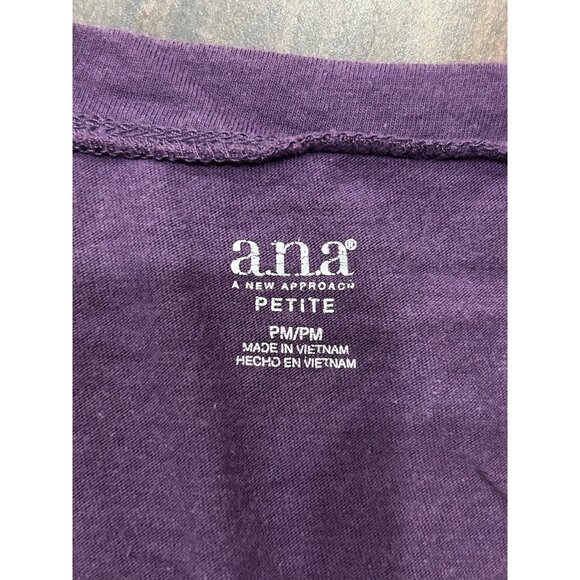 a.n.a®
A NEW APPROACH
PETITE
PM/PM
MADE IN VIETNAM
HECHO EN VIETNAM